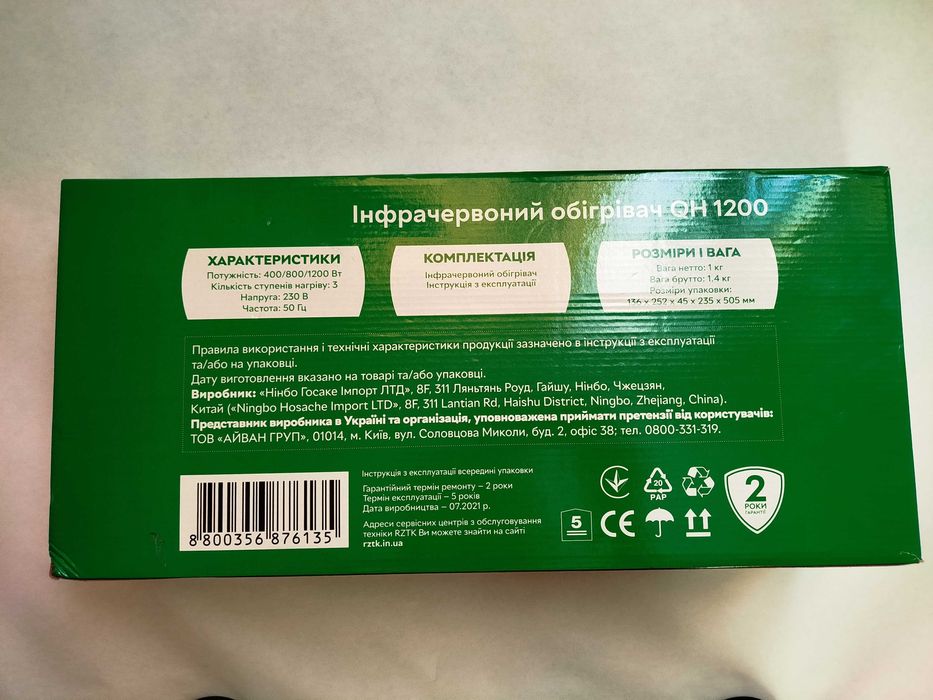 Інфрачервоний обігрівач QH 1200
ХАРАКТЕРИСТИКИ
Потужність: 400/800/1200 Вт
Кількість ступенів нагріву: 3
Напруга: 230 В
Частота: 50 Гц
КОМПЛЕКТАЦІЯ
Інфрачервоний обігрівач
Інструкція з експлуатації
РОЗМІРИ І ВАГА
Вага нетто: 1 кг
Вага брутто: 1.4 кг
Розміри упаковки:
136 x 252 x 45 x 235 x 505 мм
Правила використання і технічні характеристики продукції зазначено в інструкції з експлуатації
та/або на упаковці.
Дату виготовлення вказано на товарі та/або упаковці.
Виробник: «Нінбо Госаке Імпорт ЛТД», 8F, 311 Ляньтянь Роуд, Гайшу, Нінбо, Чжецзян,
Китай («Ningbo Hosache Import LTD», 8F, 311 Lantian Rd, Haishu District, Ningbo, Zhejiang, China).
Представник виробника в Україні та організація, уповноважена приймати претензії від користувачів:
ТОВ «АЙВАН ГРУП», 01014, м. Київ, вул. Соловцова Миколи, буд. 2, офіс 38; тел. 0800-331-319.
8 800356 876135
Інструкція з експлуатації всередині упаковки
Гарантійний термін ремонту – 2 роки
Термін експлуатації – 5 років
Дата виробництва – 07.2021 р.
Адреси сервісних центрів з обслуговування
техніки RZTK Ви можете знайти на сайті
rztk.in.ua
20
PAP
5
CE
2
РОКИ
ГАРАНТІЇ